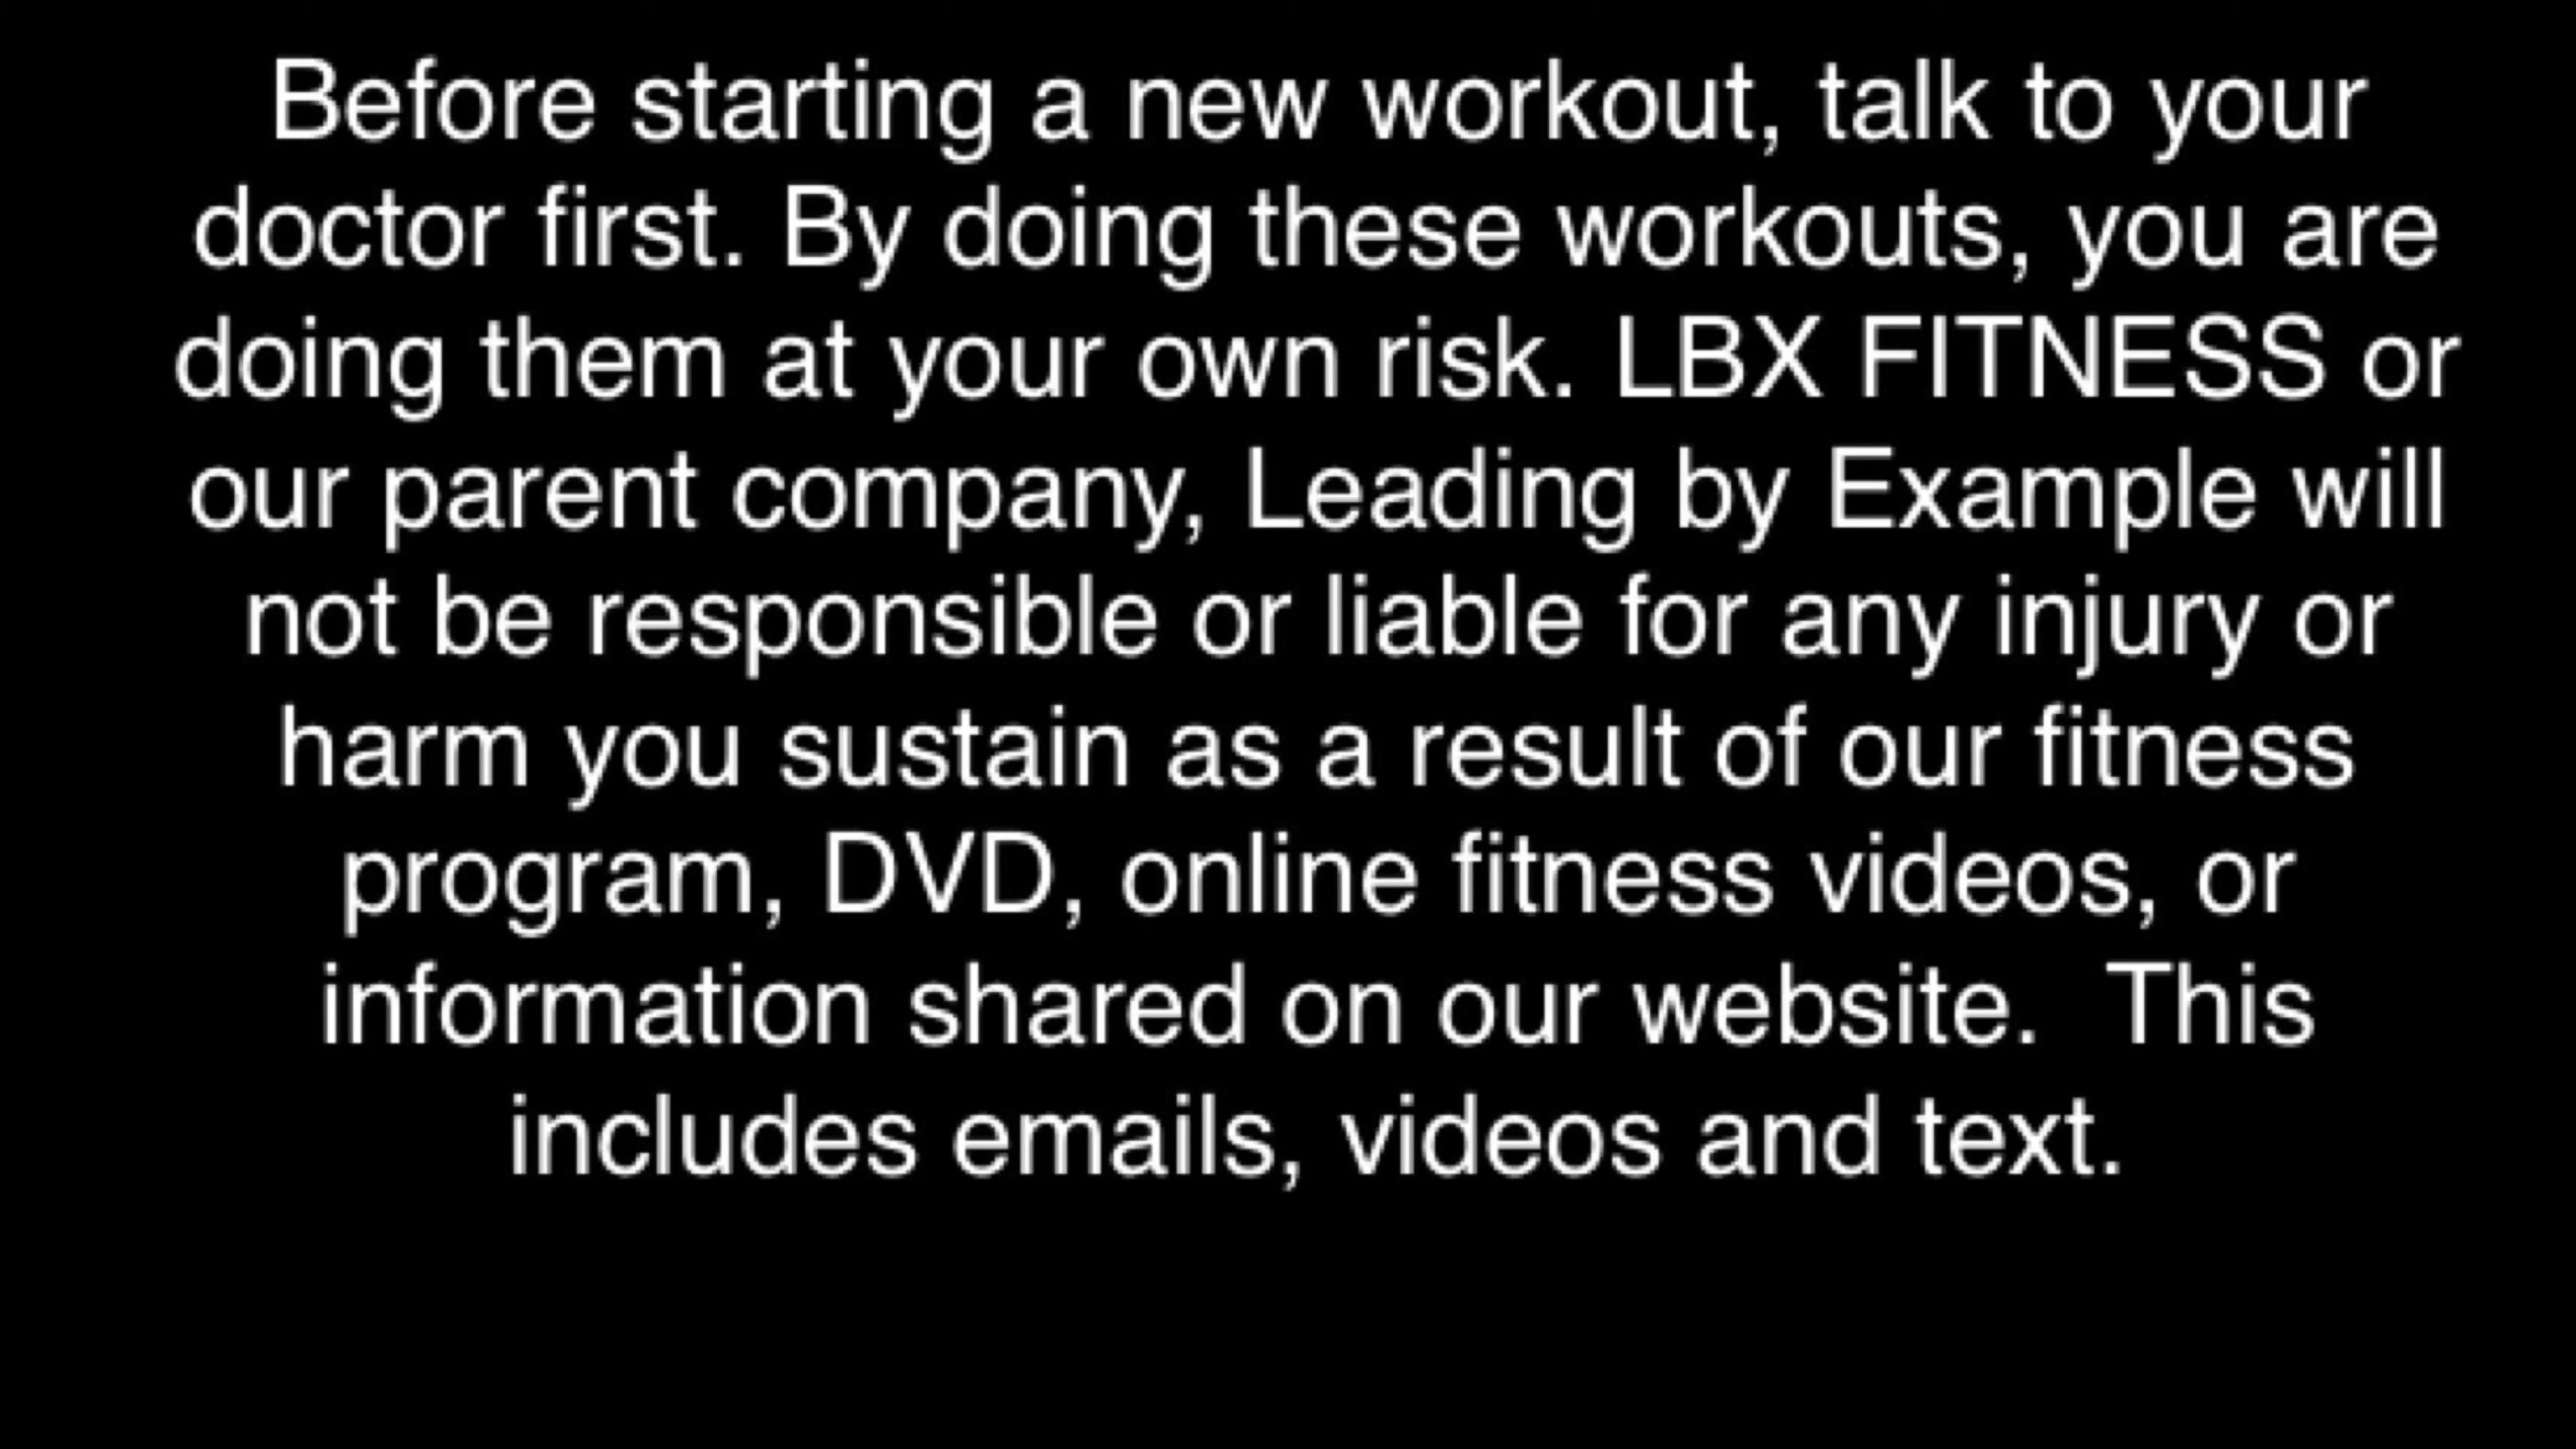 Before starting a new workout, talk to your
doctor first. By doing these workouts, you are
doing them at your own risk. LBX FITNESS or
our parent company, Leading by Example will
not be responsible or liable for any injury or
harm you sustain as a result of our fitness
program, DVD, online fitness videos, or
information shared on our website.  This
includes emails, videos and text.